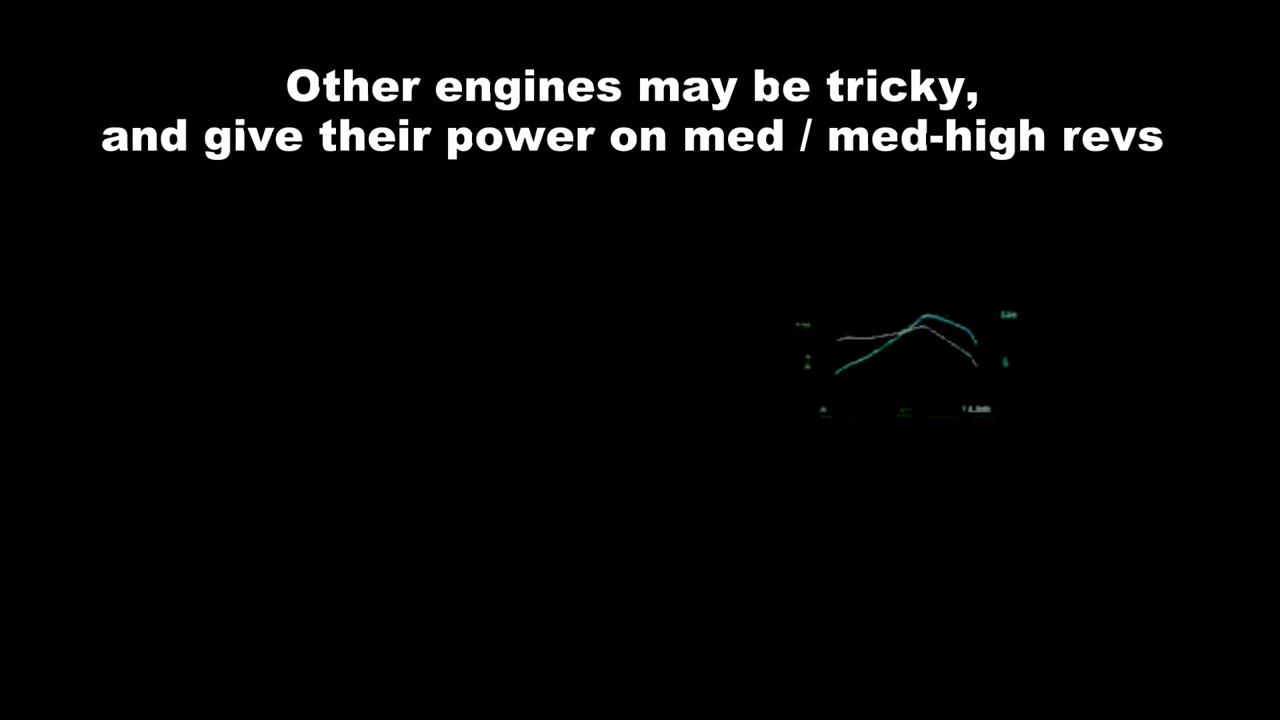 Other engines may be tricky,
and give their power on med / med-high revs